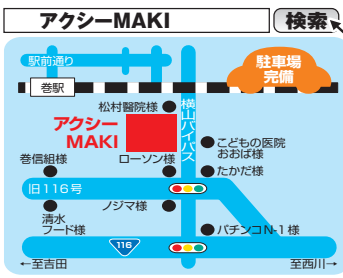 アクシーMAKI
検索
駅前通り
駐車場
完備
巻駅
松村醫院様
アクシー
MAKI
横山バイパス
こどもの医院
おおば様
巻信組様
ローソン様
たかだ様
旧116号
ノジマ様
清水
フード様
パチンコN-1様
116
←至吉田
至西川→